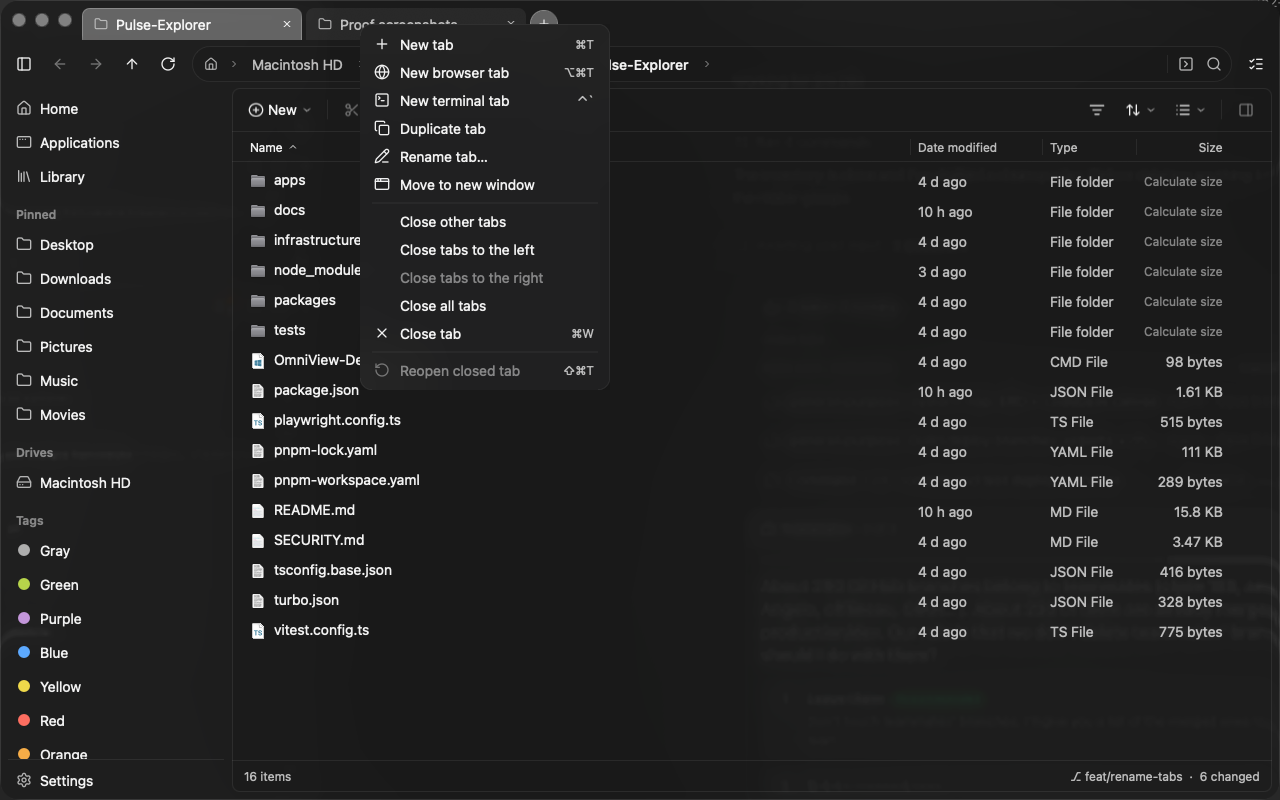 Pulse-Explorer
Proof screenshots
Macintosh HD
lse-Explorer
New tab ⌘T
New browser tab ⌥⌘T
New terminal tab ⌃`
Duplicate tab
Rename tab...
Move to new window
Close other tabs
Close tabs to the left
Close tabs to the right
Close all tabs
Close tab ⌘W
Reopen closed tab ⇧⌘T
Home
Applications
Library
Pinned
Desktop
Downloads
Documents
Pictures
Music
Movies
Drives
Macintosh HD
Tags
Gray
Green
Purple
Blue
Yellow
Red
Orange
Settings
New
Name Date modified Type Size
apps 4 d ago File folder Calculate size
docs 10 h ago File folder Calculate size
infrastructure 4 d ago File folder Calculate size
node_module 3 d ago File folder Calculate size
packages 4 d ago File folder Calculate size
tests 4 d ago File folder Calculate size
OmniView-De 4 d ago CMD File 98 bytes
package.json 10 h ago JSON File 1.61 KB
playwright.config.ts 4 d ago TS File 515 bytes
pnpm-lock.yaml 4 d ago YAML File 111 KB
pnpm-workspace.yaml 4 d ago YAML File 289 bytes
README.md 10 h ago MD File 15.8 KB
SECURITY.md 4 d ago MD File 3.47 KB
tsconfig.base.json 4 d ago JSON File 416 bytes
turbo.json 4 d ago JSON File 328 bytes
vitest.config.ts 4 d ago TS File 775 bytes
16 items
feat/rename-tabs · 6 changed